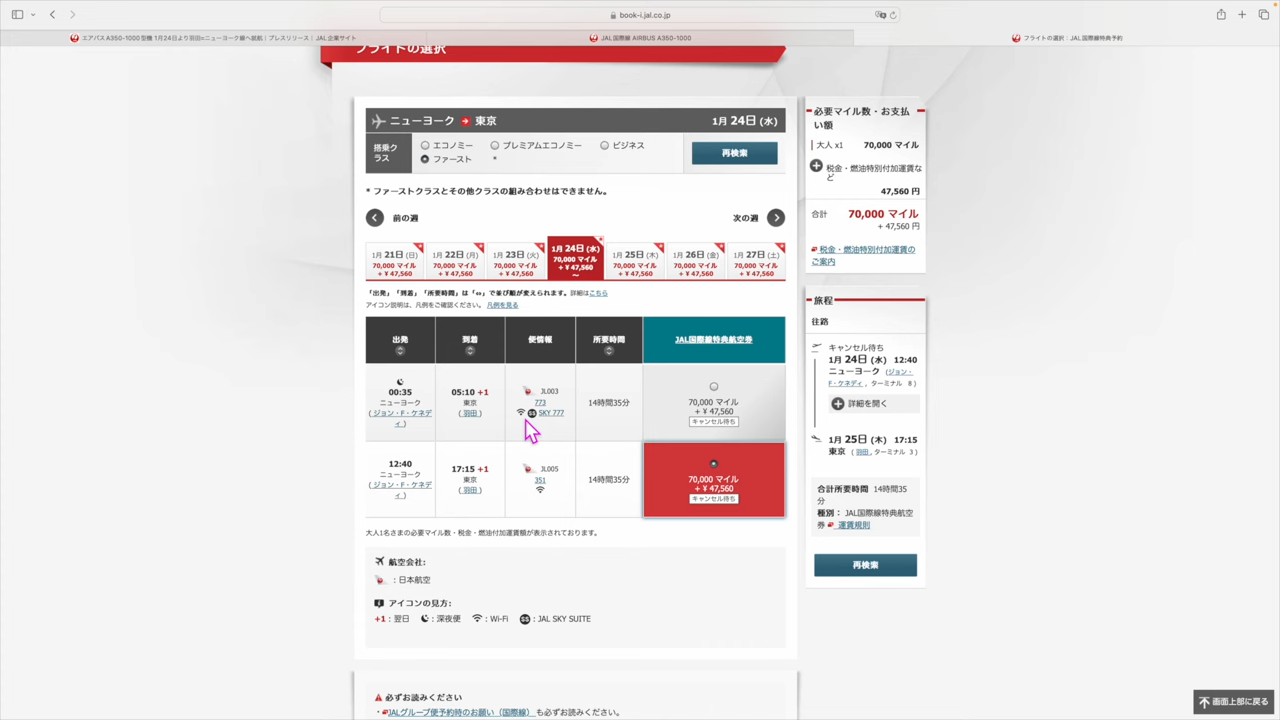 book-i.jal.co.jp
エアバスA350-1000型機 1月24日より羽田=ニューヨーク線へ就航｜プレスリリース｜JAL企業サイト
JAL国際線 AIRBUS A350-1000
フライトの選択：JAL国際線特典予約
フライトの選択
ニューヨーク 東京
1月 24日 (水)
搭乗クラス
エコノミー プレミアムエコノミー ビジネス
ファースト *
再検索
* ファーストクラスとその他クラスの組み合わせはできません。
前の週
次の週
1月 21日 (日) 1月 22日 (月) 1月 23日 (火) 1月 24日 (水) 1月 25日 (木) 1月 26日 (金) 1月 27日 (土)
70,000 マイル 70,000 マイル 70,000 マイル 70,000 マイル 70,000 マイル 70,000 マイル 70,000 マイル
+ ¥ 47,560 + ¥ 47,560 + ¥ 47,560 + ¥ 47,560 ～ + ¥ 47,560 + ¥ 47,560 + ¥ 47,560
「出発」「到着」「所要時間」は「⇔」で並び順が変えられます。詳細はこちら
アイコン説明は、凡例をご確認ください。 凡例を見る
出発 到着 便情報 所要時間 JAL国際線特典航空券
00:35
ニューヨーク
( ジョン・F・ケネディ )
05:10 +1
東京
( 羽田 )
JL003
773
SS SKY 777
14時間35分
70,000 マイル
+ ¥ 47,560
キャンセル待ち
12:40
ニューヨーク
( ジョン・F・ケネディ )
17:15 +1
東京
( 羽田 )
JL005
351
14時間35分
70,000 マイル
+ ¥ 47,560
キャンセル待ち
大人1名さまの必要マイル数・税金・燃油付加運賃額が表示されております。
航空会社:
: 日本航空
アイコンの見方:
+1 : 翌日 : 深夜便 : Wi-Fi SS : JAL SKY SUITE
必ずお読みください
・JALグループ便予約時のお願い（国際線） も必ずお読みください。
必要マイル数・お支払い額
大人 x1 70,000 マイル
税金・燃油特別付加運賃など
47,560 円
合計 70,000 マイル
+ 47,560 円
税金・燃油特別付加運賃のご案内
旅程
往路
キャンセル待ち
1月 24日 (水) 12:40
ニューヨーク (ジョン・F・ケネディ, ターミナル 8)
詳細を開く
1月 25日 (木) 17:15
東京 (羽田, ターミナル 3)
合計所要時間 14時間35分
種別： JAL国際線特典航空券 運賃規則
再検索
画面上部に戻る